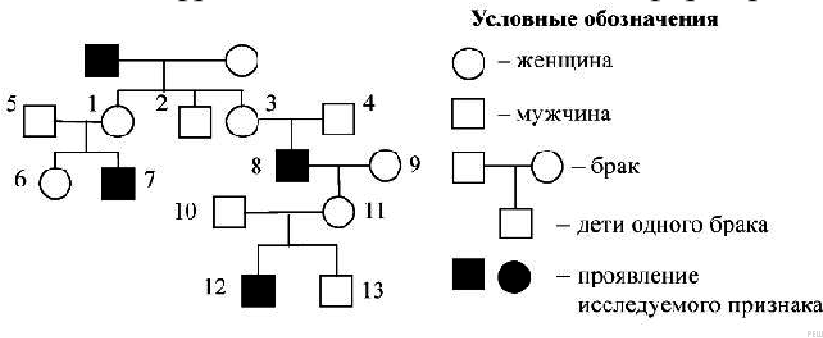 Условные обозначения
– женщина
– мужчина
– брак
– дети одного брака
– проявление
исследуемого признака
5
1
2
3
4
6
7
8
9
10
11
12
13